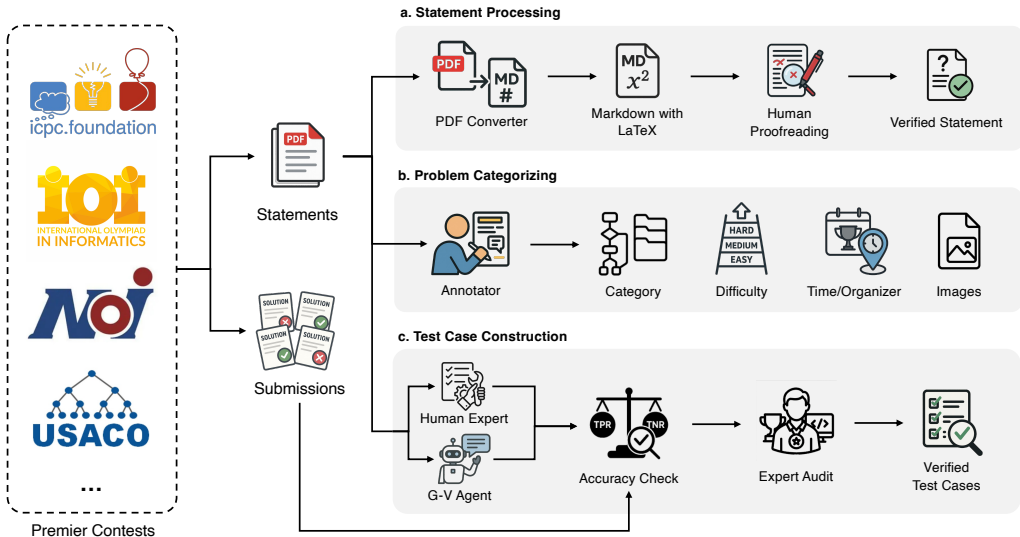 icpc.foundation
ioi
INTERNATIONAL OLYMPIAD
IN INFORMATICS
NOI
USACO
...
Premier Contests
PDF
Statements
SOLUTION
SOLUTION
SOLUTION
SOLUTION
Submissions
a. Statement Processing
PDF
MD
#
PDF Converter
MD
x²
Markdown with
LaTeX
Human
Proofreading
?
Verified Statement
b. Problem Categorizing
Annotator
Category
HARD
MEDIUM
EASY
Difficulty
Time/Organizer
Images
c. Test Case Construction
Human Expert
G-V Agent
TPR
TNR
Accuracy Check
</>
Expert Audit
Verified
Test Cases